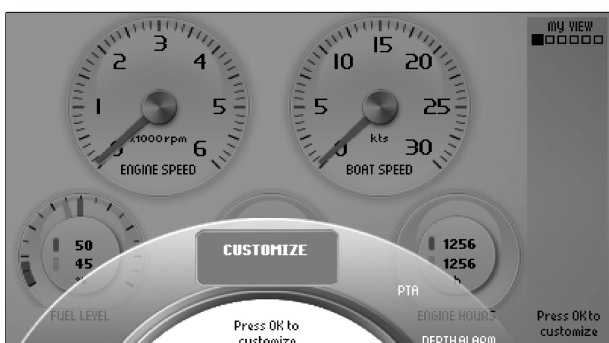 MY VIEW
3
2
4
1
5
0
6
x1000rpm
ENGINE SPEED
15
10
20
5
25
0
30
kts
BOAT SPEED
50
45
FUEL LEVEL
1256
1256
h
ENGINE HOURS
CUSTOMIZE
PTA
DEPTH ALARM
Press OK to
customize
Press OK to
customize